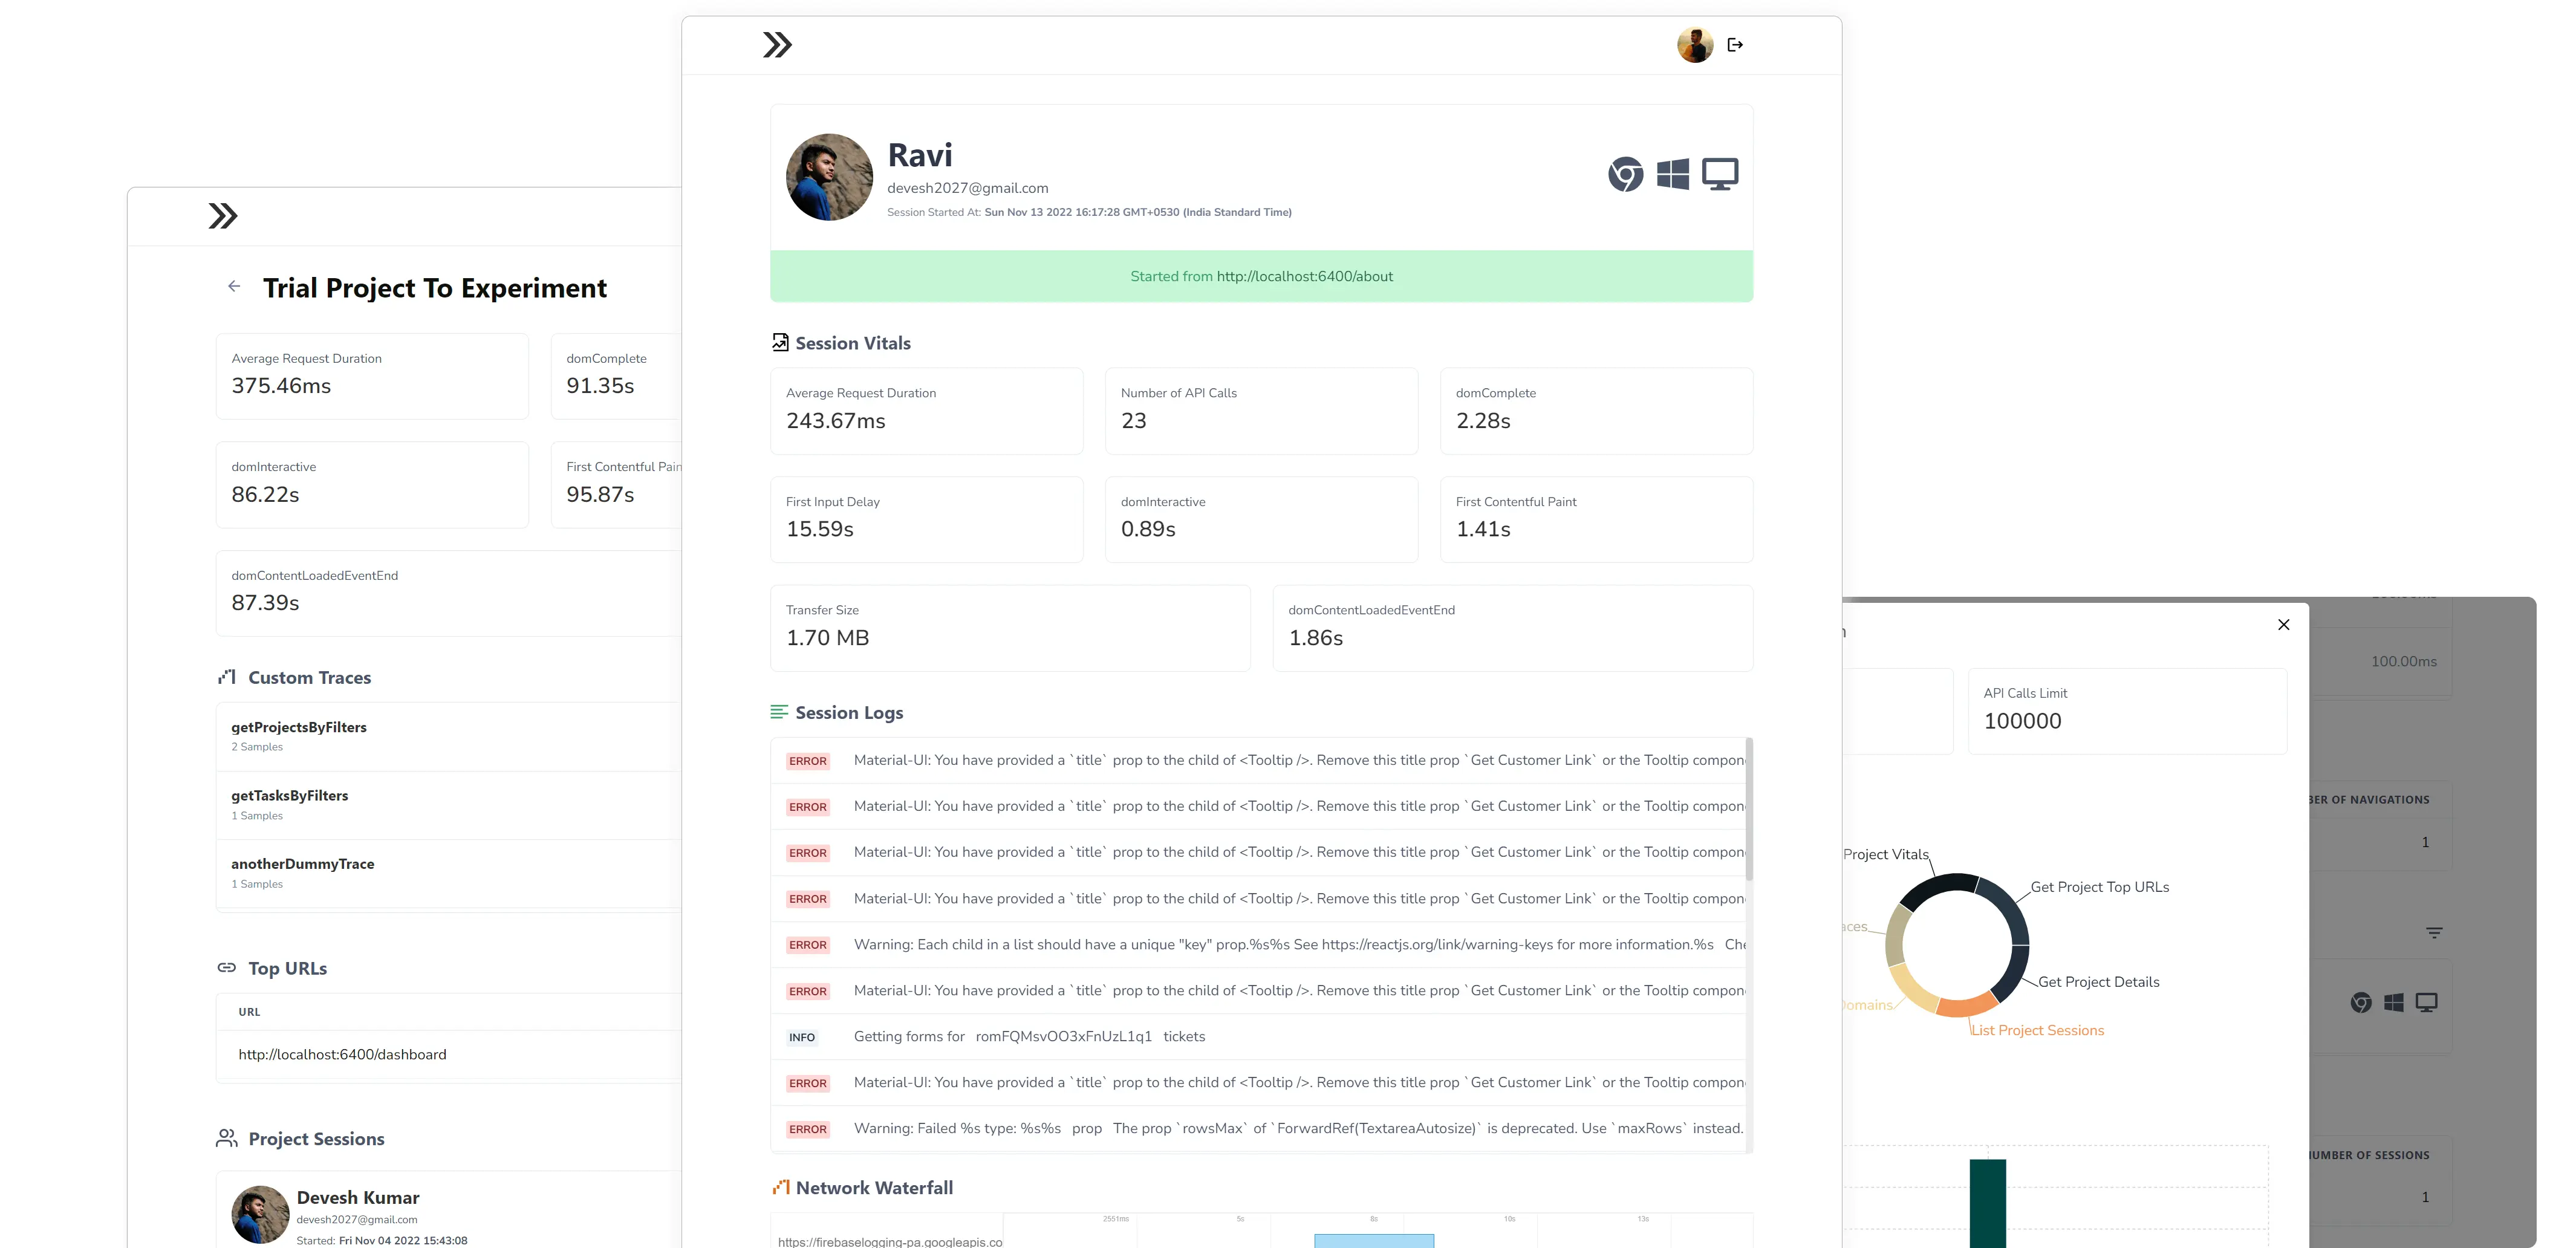 Trial Project To Experiment
Average Request Duration
375.46ms
domComplete
91.35s
domInteractive
86.22s
First Contentful
95.87s
domContentLoadedEventEnd
87.39s
Custom Traces
getProjectsByFilters
2 Samples
getTasksByFilters
1 Samples
anotherDummyTrace
1 Samples
Top URLs
URL
http://localhost:6400/dashboard
Project Sessions
Devesh Kumar
devesh2027@gmail.com
Started: Fri Nov 04 2022 15:43:08
Ravi
devesh2027@gmail.com
Session Started At: Sun Nov 13 2022 16:17:28 GMT+0530 (India Standard Time)
Started from http://localhost:6400/about
Session Vitals
Average Request Duration
243.67ms
Number of API Calls
23
domComplete
2.28s
First Input Delay
15.59s
domInteractive
0.89s
First Contentful Paint
1.41s
Transfer Size
1.70 MB
domContentLoadedEventEnd
1.86s
Session Logs
ERROR Material-UI: You have provided a `title` prop to the child of <Tooltip />. Remove this title prop `Get Customer Link` or the Tooltip compon
ERROR Material-UI: You have provided a `title` prop to the child of <Tooltip />. Remove this title prop `Get Customer Link` or the Tooltip compon
ERROR Material-UI: You have provided a `title` prop to the child of <Tooltip />. Remove this title prop `Get Customer Link` or the Tooltip compon
ERROR Material-UI: You have provided a `title` prop to the child of <Tooltip />. Remove this title prop `Get Customer Link` or the Tooltip compon
ERROR Warning: Each child in a list should have a unique "key" prop.%s%s See https://reactjs.org/link/warning-keys for more information.%s Che
ERROR Material-UI: You have provided a `title` prop to the child of <Tooltip />. Remove this title prop `Get Customer Link` or the Tooltip compon
INFO Getting forms for romFQMsvOO3xFnUzL1q1 tickets
ERROR Material-UI: You have provided a `title` prop to the child of <Tooltip />. Remove this title prop `Get Customer Link` or the Tooltip compon
ERROR Warning: Failed %s type: %s%s prop The prop `rowsMax` of `ForwardRef(TextareaAutosize)` is deprecated. Use `maxRows` instead.
Network Waterfall
2551ms 5s 8s 10s 13s
https://firebaselogging-pa.googleapis.co
API Calls Limit
100000
Project Vitals
Get Project Top URLs
Get Project Details
List Project Sessions
Domains
aces
100.00ms
BER OF NAVIGATIONS
1
NUMBER OF SESSIONS
1